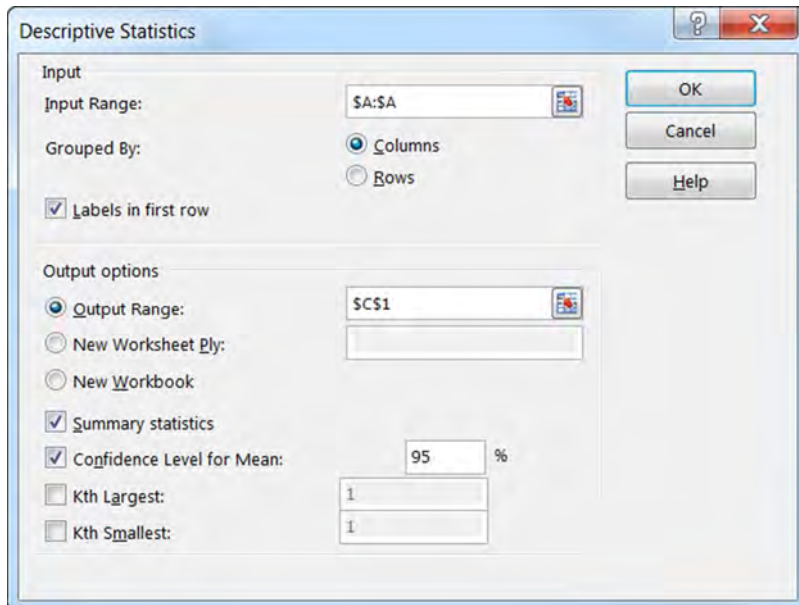 Descriptive Statistics
Input
Input Range: $A:$A
OK
Grouped By: Columns
Cancel
Rows
Help
Labels in first row
Output options
Output Range: $C$1
New Worksheet Ply:
New Workbook
Summary statistics
Confidence Level for Mean: 95 %
Kth Largest: 1
Kth Smallest: 1